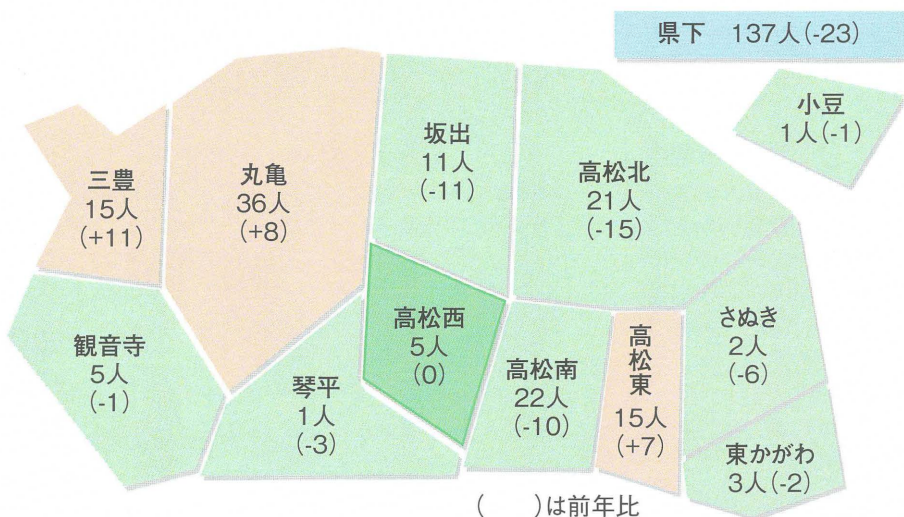 県下 137人(-23)
小豆
1人(-1)
坂出
11人
(-11)
高松北
21人
(-15)
三豊
15人
(+11)
丸亀
36人
(+8)
高松西
5人
(0)
さぬき
2人
(-6)
観音寺
5人
(-1)
琴平
1人
(-3)
高松南
22人
(-10)
高松東
15人
(+7)
東かがわ
3人(-2)
(　　)は前年比